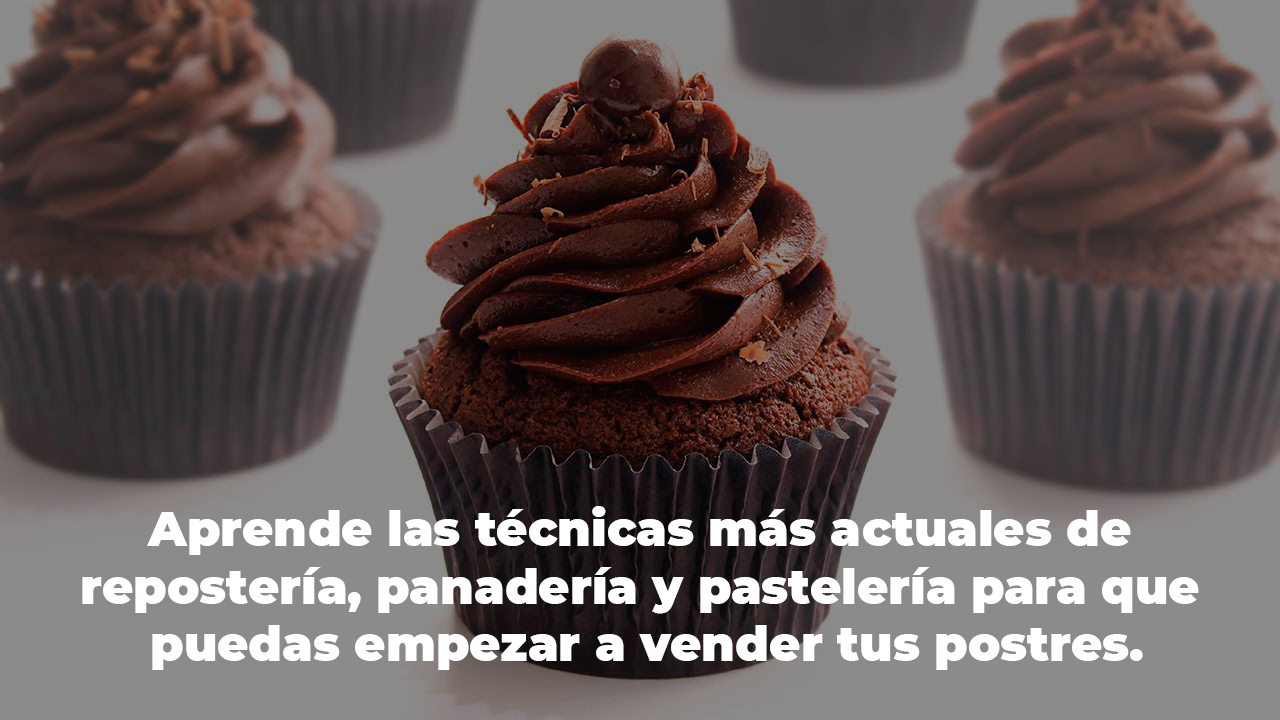 Aprende las técnicas más actuales de
repostería, panadería y pastelería para que
puedas empezar a vender tus postres.